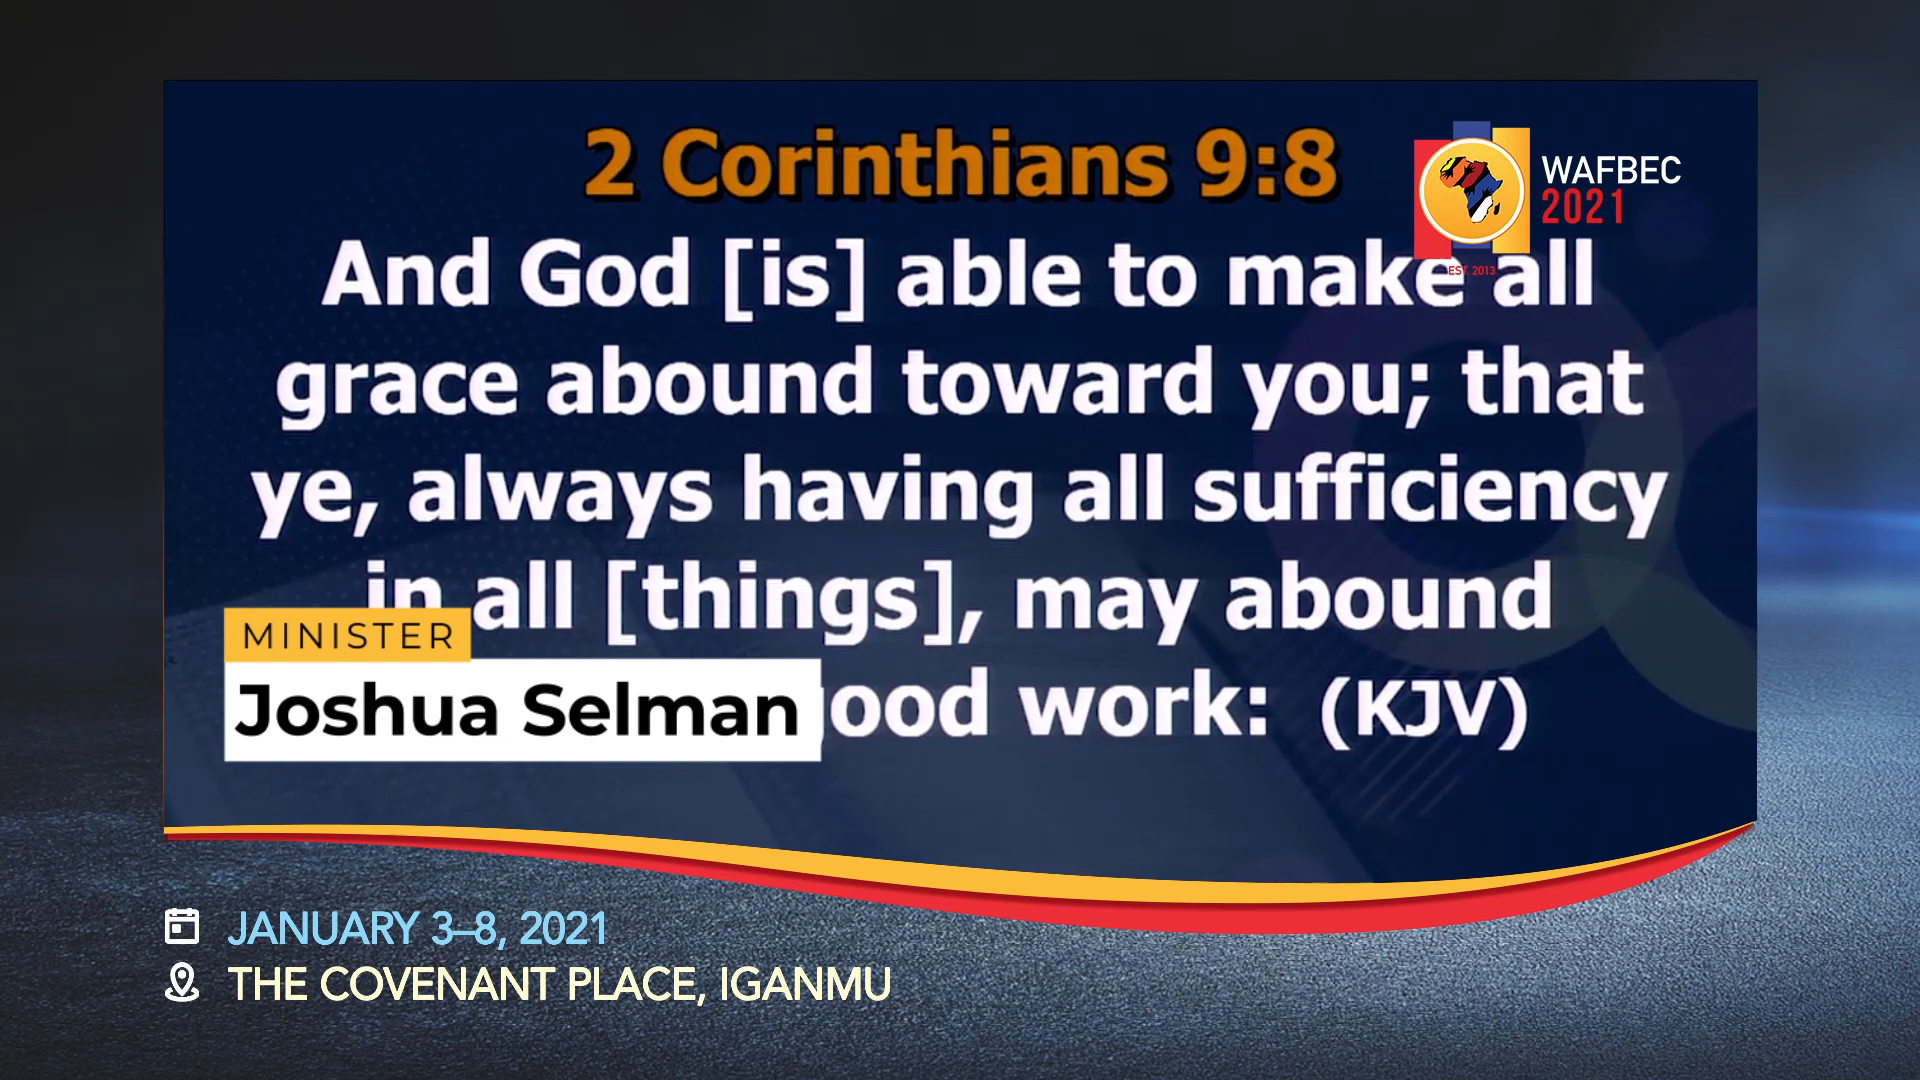 2 Corinthians 9:8
WAFBEC
2021
EST. 2013
And God [is] able to make all
grace abound toward you; that
ye, always having all sufficiency
in all [things], may abound
MINISTER
Joshua Selman
work: (KJV)
JANUARY 3–8, 2021
THE COVENANT PLACE, IGANMU